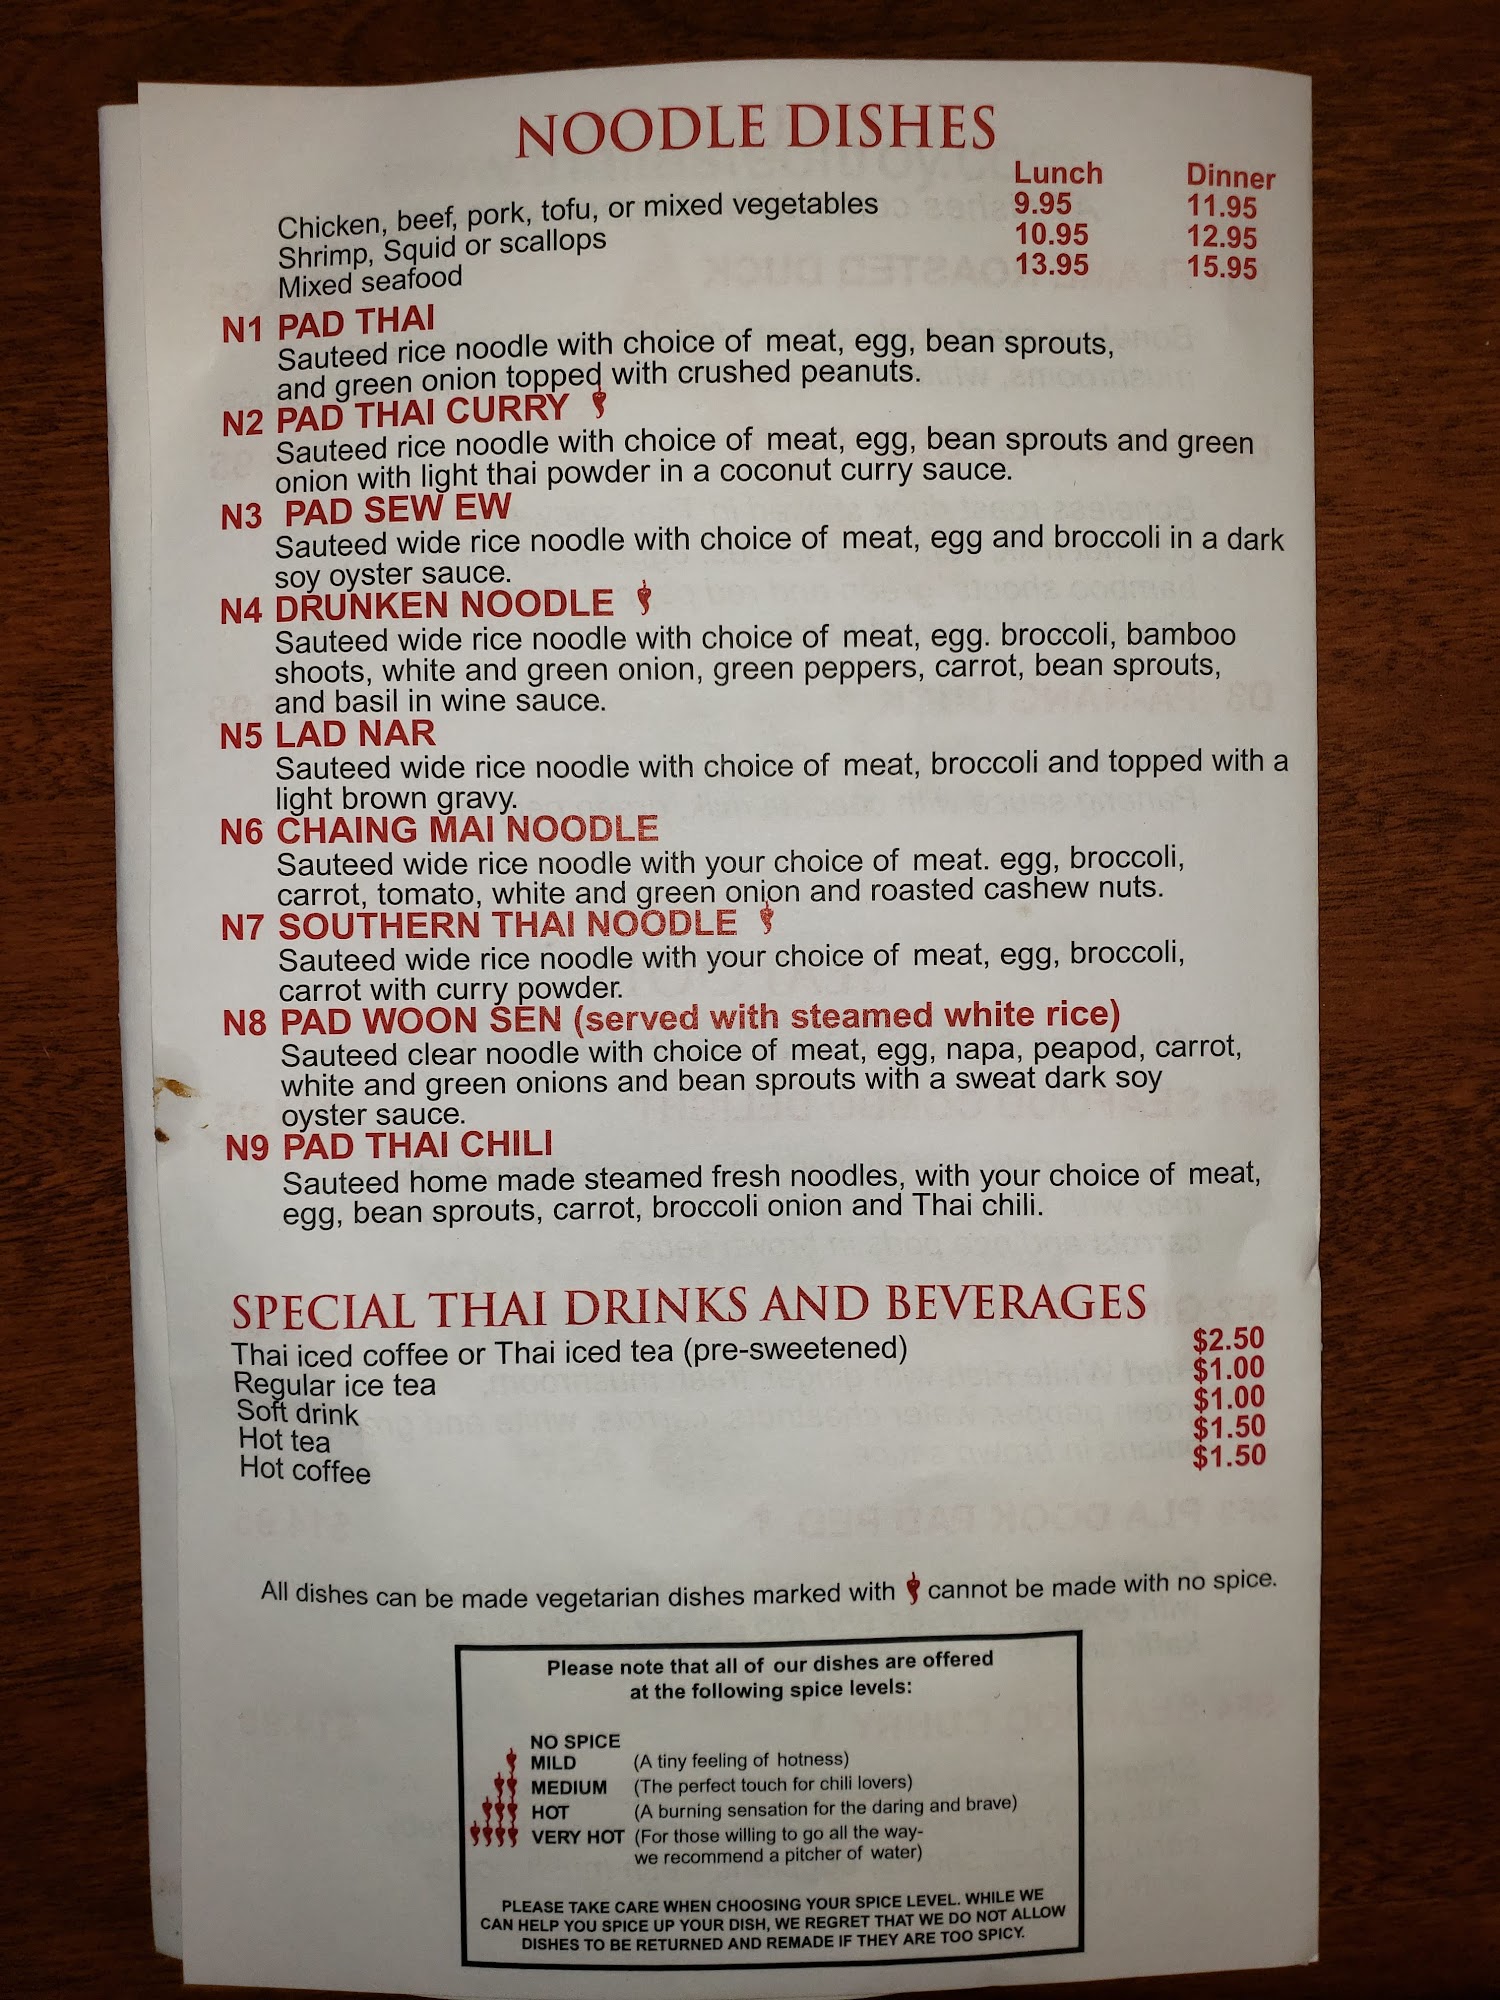 NOODLE DISHES
Lunch Dinner
Chicken, beef, pork, tofu, or mixed vegetables 9.95 11.95
Shrimp, Squid or scallops 10.95 12.95
Mixed seafood 13.95 15.95
N1 PAD THAI
Sauteed rice noodle with choice of meat, egg, bean sprouts,
and green onion topped with crushed peanuts.
N2 PAD THAI CURRY
Sauteed rice noodle with choice of meat, egg, bean sprouts and green
onion with light thai powder in a coconut curry sauce.
N3 PAD SEW EW
Sauteed wide rice noodle with choice of meat, egg and broccoli in a dark
soy oyster sauce.
N4 DRUNKEN NOODLE
Sauteed wide rice noodle with choice of meat, egg. broccoli, bamboo
shoots, white and green onion, green peppers, carrot, bean sprouts,
and basil in wine sauce.
N5 LAD NAR
Sauteed wide rice noodle with choice of meat, broccoli and topped with a
light brown gravy.
N6 CHAING MAI NOODLE
Sauteed wide rice noodle with your choice of meat. egg, broccoli,
carrot, tomato, white and green onion and roasted cashew nuts.
N7 SOUTHERN THAI NOODLE
Sauteed wide rice noodle with your choice of meat, egg, broccoli,
carrot with curry powder.
N8 PAD WOON SEN (served with steamed white rice)
Sauteed clear noodle with choice of meat, egg, napa, peapod, carrot,
white and green onions and bean sprouts with a sweat dark soy
oyster sauce.
N9 PAD THAI CHILI
Sauteed home made steamed fresh noodles, with your choice of meat,
egg, bean sprouts, carrot, broccoli onion and Thai chili.
SPECIAL THAI DRINKS AND BEVERAGES
Thai iced coffee or Thai iced tea (pre-sweetened) $2.50
Regular ice tea $1.00
Soft drink $1.00
Hot tea $1.50
Hot coffee $1.50
All dishes can be made vegetarian dishes marked with cannot be made with no spice.
Please note that all of our dishes are offered
at the following spice levels:
NO SPICE
MILD (A tiny feeling of hotness)
MEDIUM (The perfect touch for chili lovers)
HOT (A burning sensation for the daring and brave)
VERY HOT (For those willing to go all the way-
we recommend a pitcher of water)
PLEASE TAKE CARE WHEN CHOOSING YOUR SPICE LEVEL. WHILE WE
CAN HELP YOU SPICE UP YOUR DISH, WE REGRET THAT WE DO NOT ALLOW
DISHES TO BE RETURNED AND REMADE IF THEY ARE TOO SPICY.